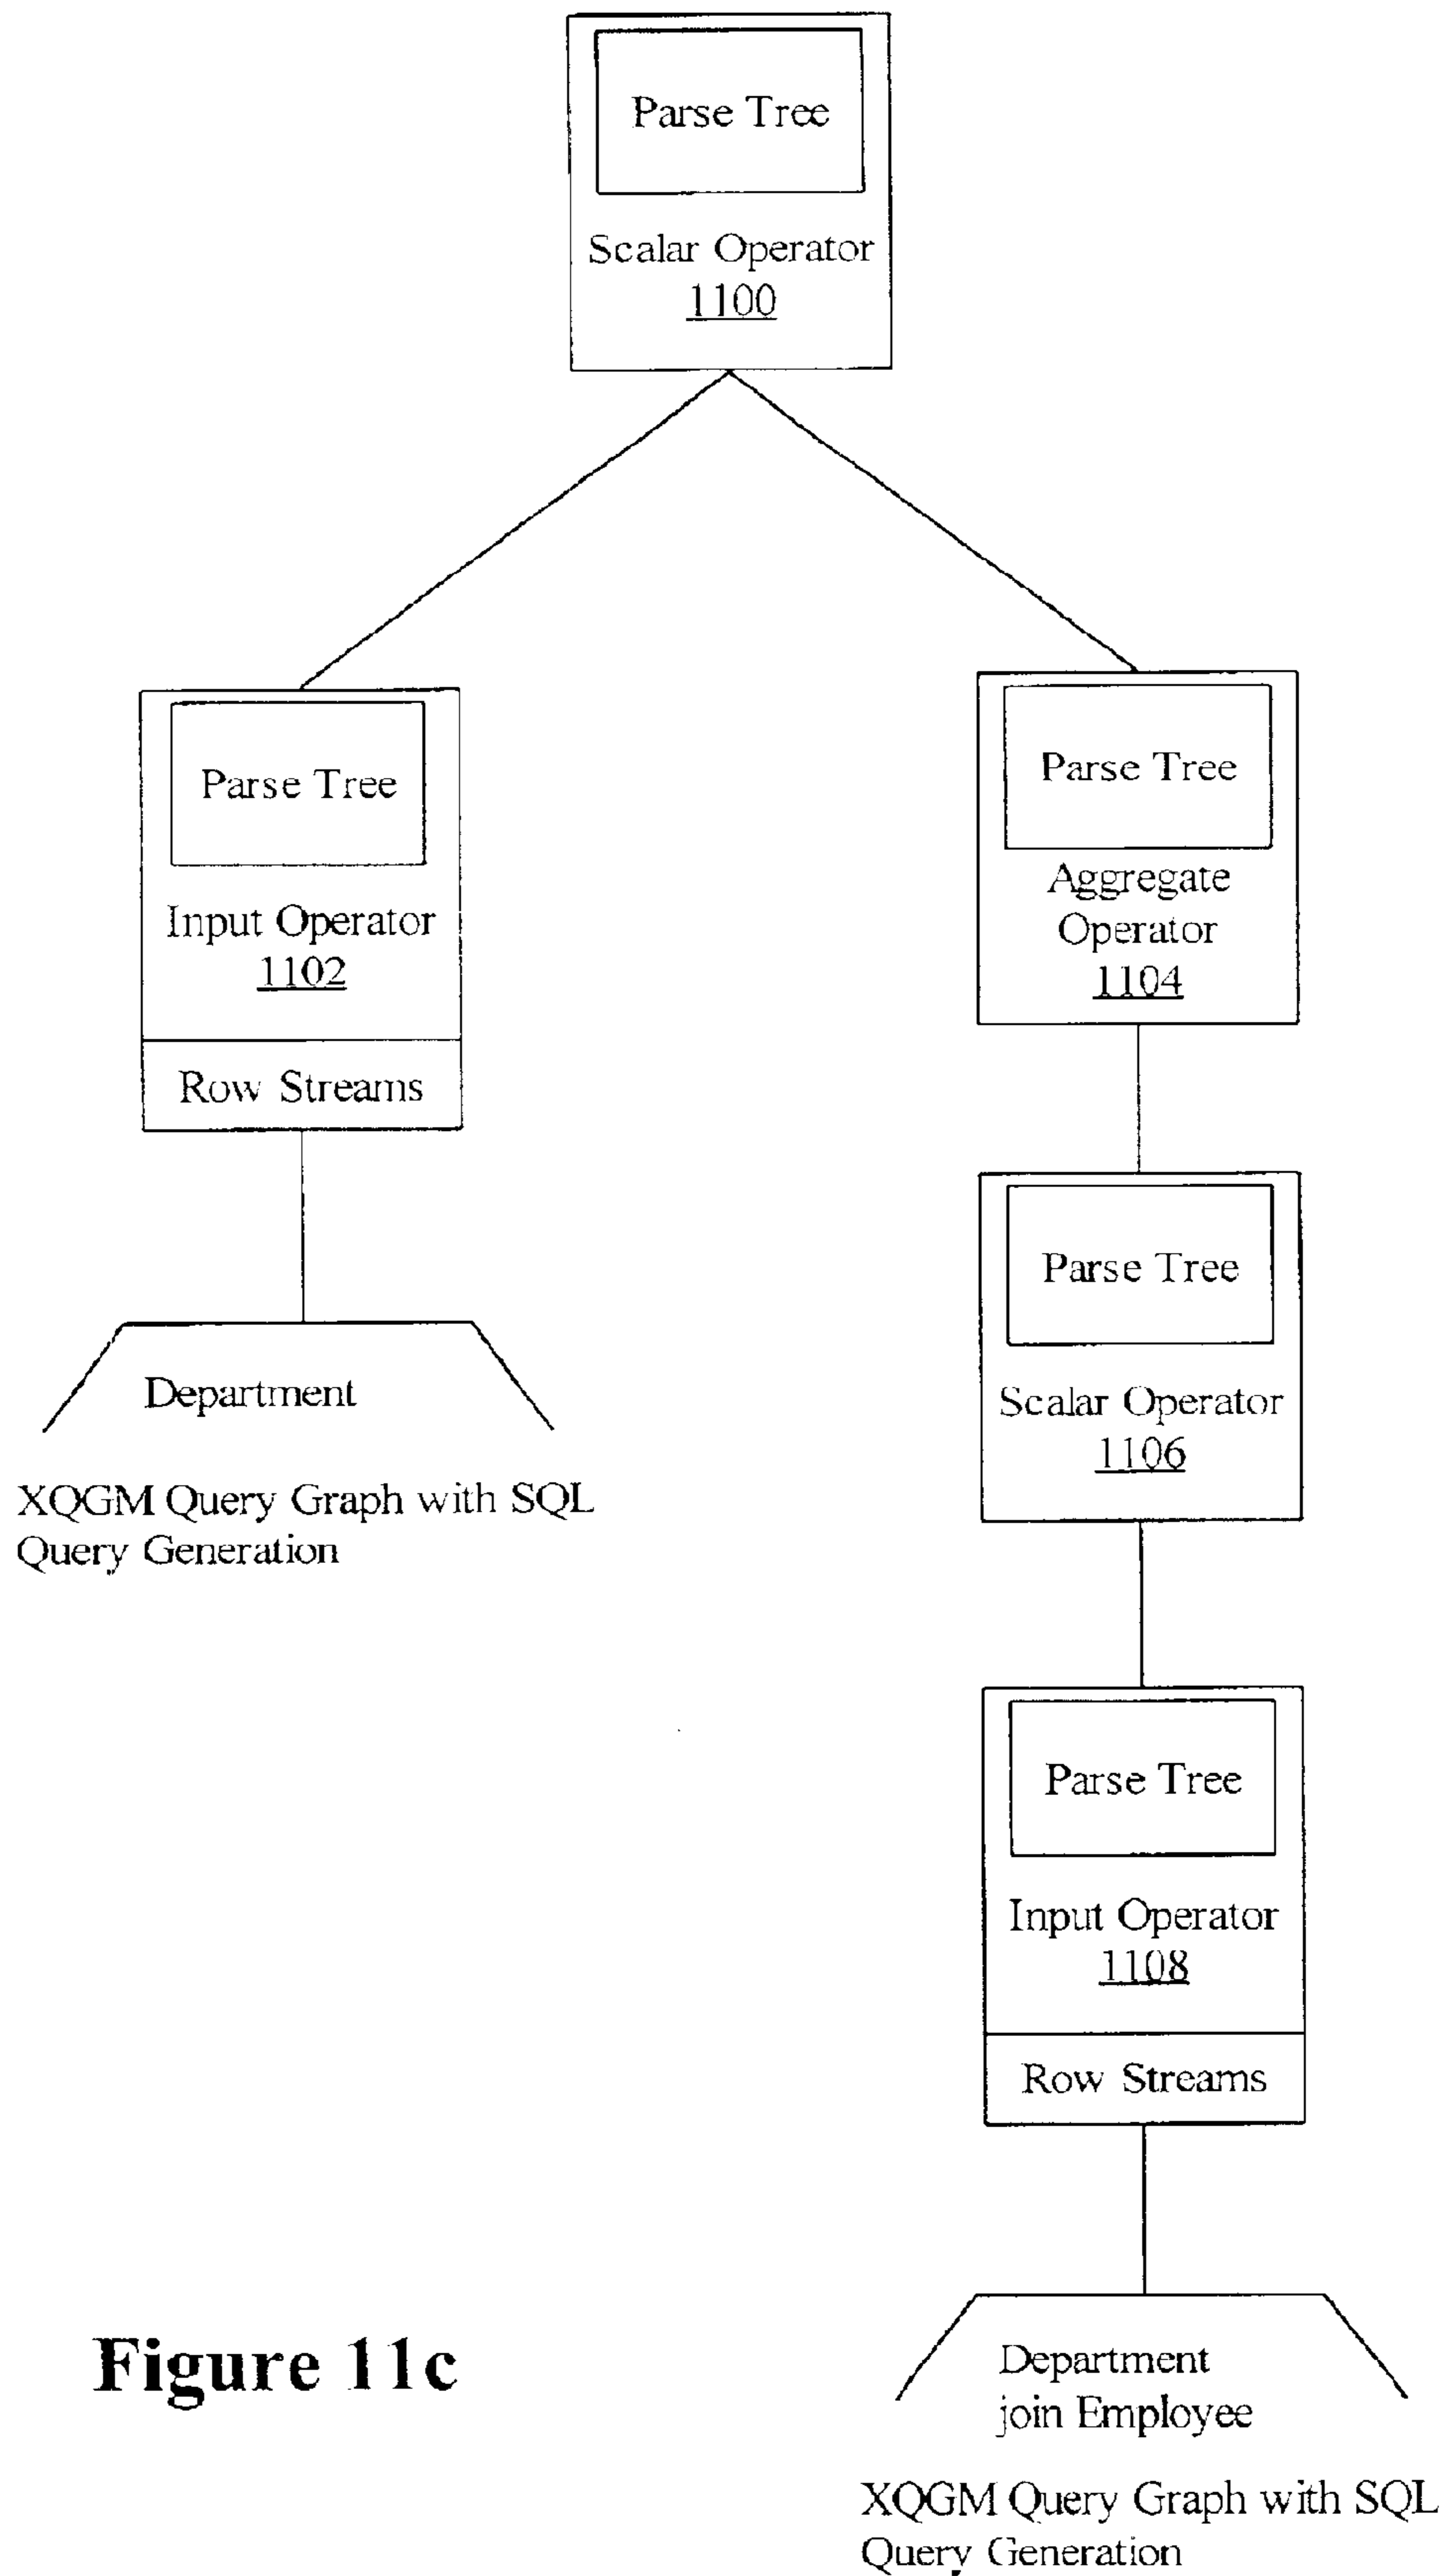 Parse Tree
Scalar Operator
1100
Parse Tree
Input Operator
1102
Row Streams
Department
XQGM Query Graph with SQL
Query Generation
Parse Tree
Aggregate
Operator
1104
Parse Tree
Scalar Operator
1106
Parse Tree
Input Operator
1108
Row Streams
Department
join Employee
XQGM Query Graph with SQL
Query Generation
Figure 11c